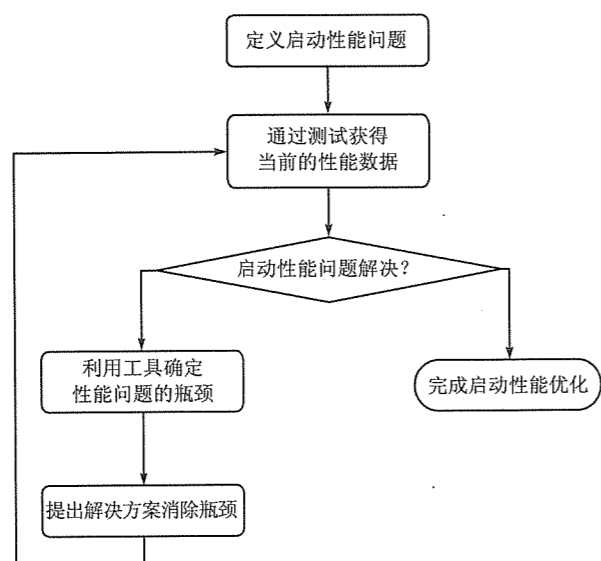 定义启动性能问题
通过测试获得
当前的性能数据
启动性能问题解决?
利用工具确定
性能问题的瓶颈
完成启动性能优化
提出解决方案消除瓶颈